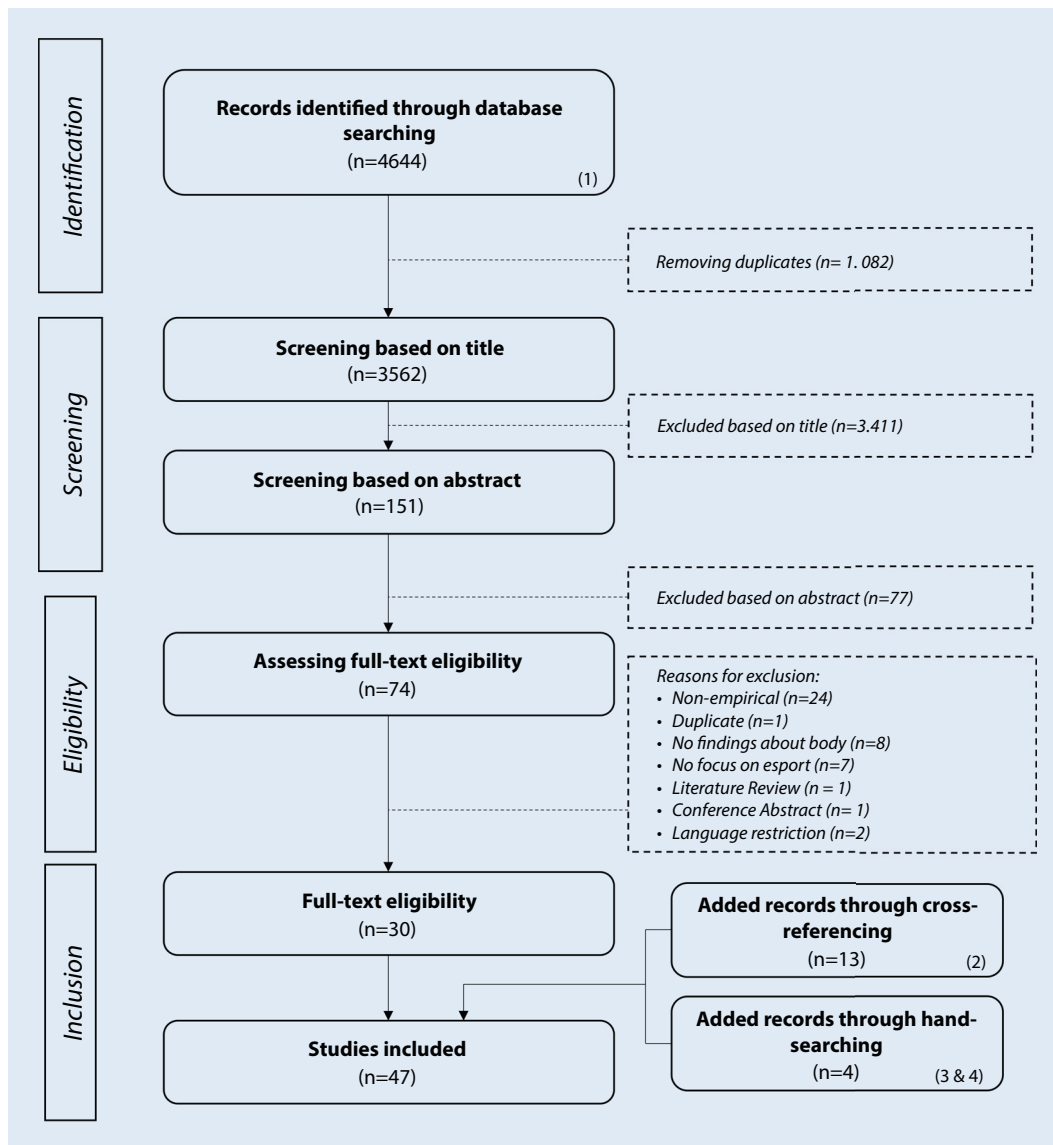 Identification
Records identified through database
searching
(n=4644)
(1)
Removing duplicates (n= 1. 082)
Screening
Screening based on title
(n=3562)
Excluded based on title (n=3.411)
Screening based on abstract
(n=151)
Excluded based on abstract (n=77)
Eligibility
Assessing full-text eligibility
(n=74)
Reasons for exclusion:
• Non-empirical (n=24)
• Duplicate (n=1)
• No findings about body (n=8)
• No focus on esport (n=7)
• Literature Review (n = 1)
• Conference Abstract (n= 1)
• Language restriction (n=2)
Inclusion
Full-text eligibility
(n=30)
Added records through cross-
referencing
(n=13)
(2)
Added records through hand-
searching
(n=4)
(3 & 4)
Studies included
(n=47)